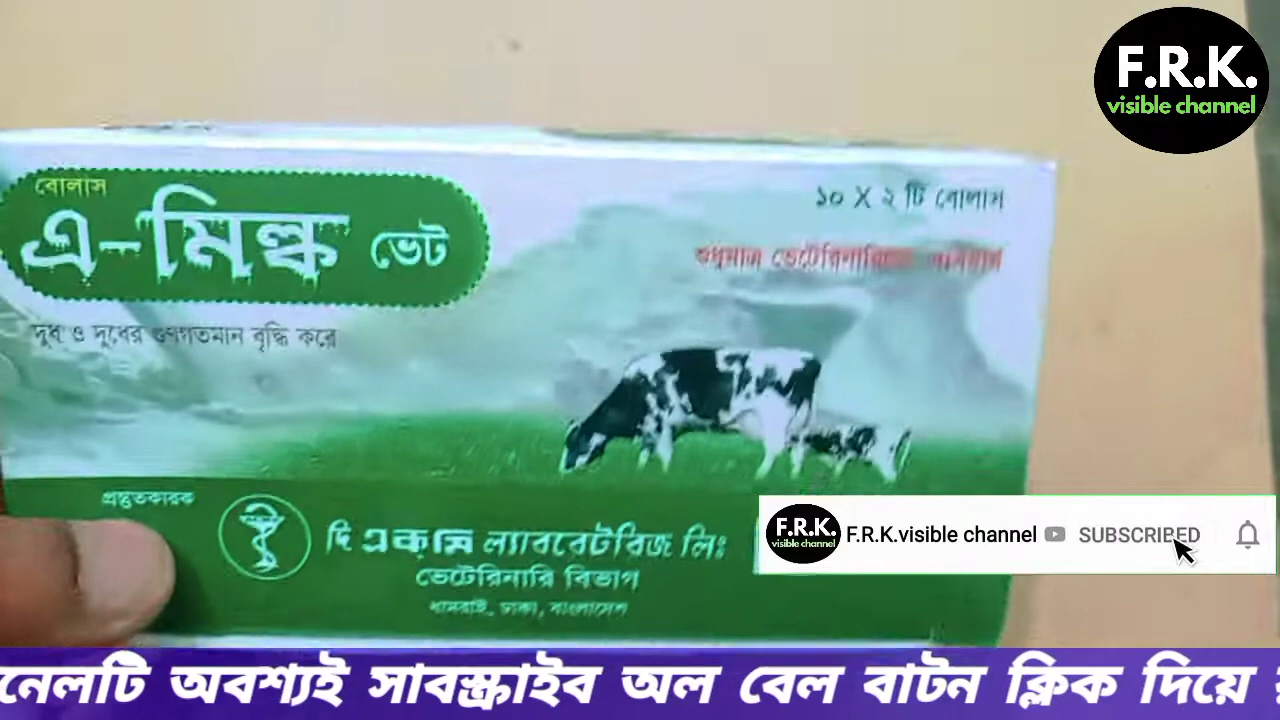 F.R.K.
visible channel
বোলাস
এ-মিল্ক ভেট
১০ X ২ টি বোলাস
শুধুমাত্র
দুধ ও দুধের গুণগতমান বৃদ্ধি করে
প্রস্তুতকারক
দি একমি ল্যাবরেটরিজ লিঃ
ভেটেরিনারি বিভাগ
ধামরাই, ঢাকা, বাংলাদেশ
F.R.K.
visible channel
F.R.K.visible channel SUBSCRIBED
নেলটি অবশ্যই সাবস্ক্রাইব অল বেল বাটন ক্লিক দিয়ে